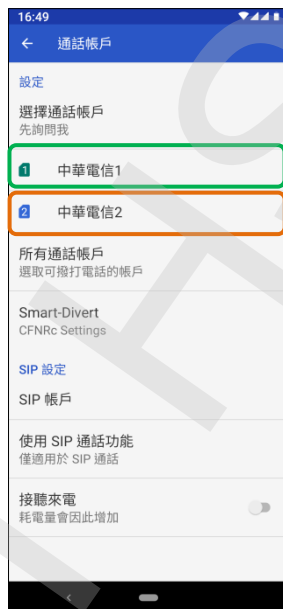 16:49
通話帳戶
設定
選擇通話帳戶
先詢問我
1 中華電信1
2 中華電信2
所有通話帳戶
選取可撥打電話的帳戶
Smart-Divert
CFNRc Settings
SIP 設定
SIP 帳戶
使用 SIP 通話功能
僅適用於 SIP 通話
接聽來電
耗電量會因此增加